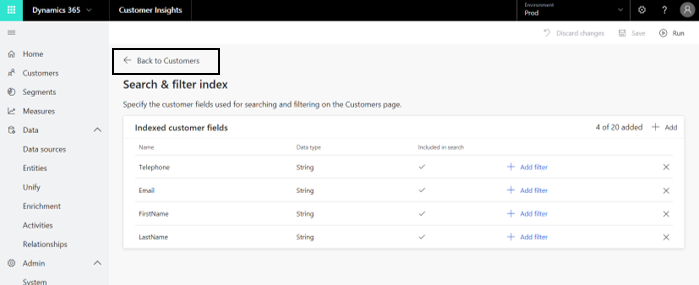 Dynamics 365
Customer Insights
Environment
Prod
?
Discard changes
Save
Run
Home
Customers
Segments
Measures
Data
Data sources
Entities
Unify
Enrichment
Activities
Relationships
Admin
System
Back to Customers
Search & filter index
Specify the customer fields used for searching and filtering on the Customers page.
Indexed customer fields
4 of 20 added
Add
Name Data type Included in search
Telephone String Add filter
Email String Add filter
FirstName String Add filter
LastName String Add filter